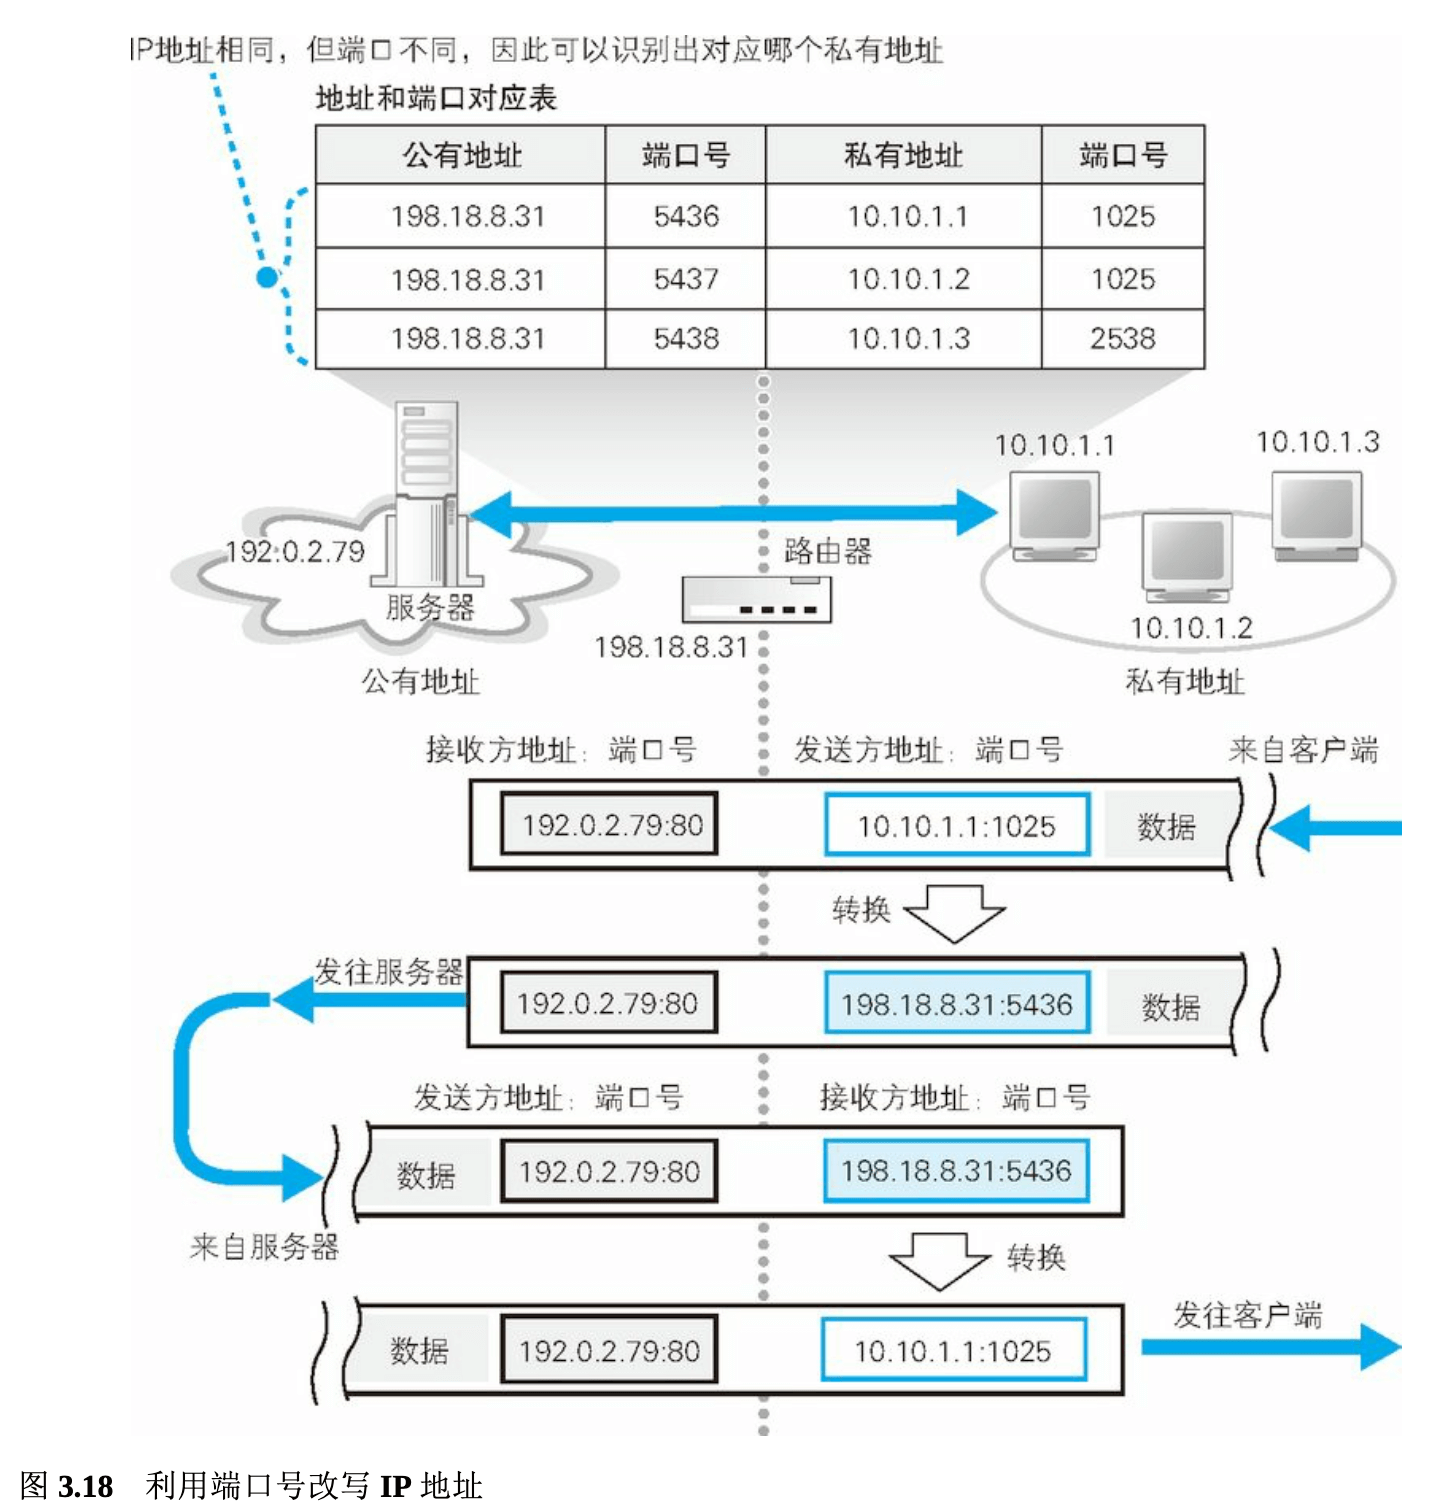 IP地址相同，但端口不同，因此可以识别出对应哪个私有地址
地址和端口对应表
公有地址 端口号 私有地址 端口号
198.18.8.31 5436 10.10.1.1 1025
198.18.8.31 5437 10.10.1.2 1025
198.18.8.31 5438 10.10.1.3 2538
10.10.1.1
10.10.1.3
192.0.2.79
路由器
服务器
10.10.1.2
198.18.8.31
公有地址
私有地址
接收方地址：端口号 发送方地址：端口号 来自客户端
192.0.2.79:80 10.10.1.1:1025 数据
转换
发往服务器
192.0.2.79:80 198.18.8.31:5436 数据
发送方地址：端口号 接收方地址：端口号
数据 192.0.2.79:80 198.18.8.31:5436
来自服务器
转换
发往客户端
数据 192.0.2.79:80 10.10.1.1:1025
图 3.18 利用端口号改写 IP 地址